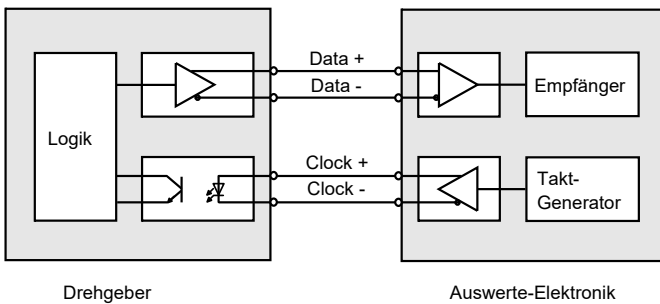 Data +
Data -
Empfänger
Logik
Clock +
Clock -
Takt-
Generator
Drehgeber
Auswerte-Elektronik